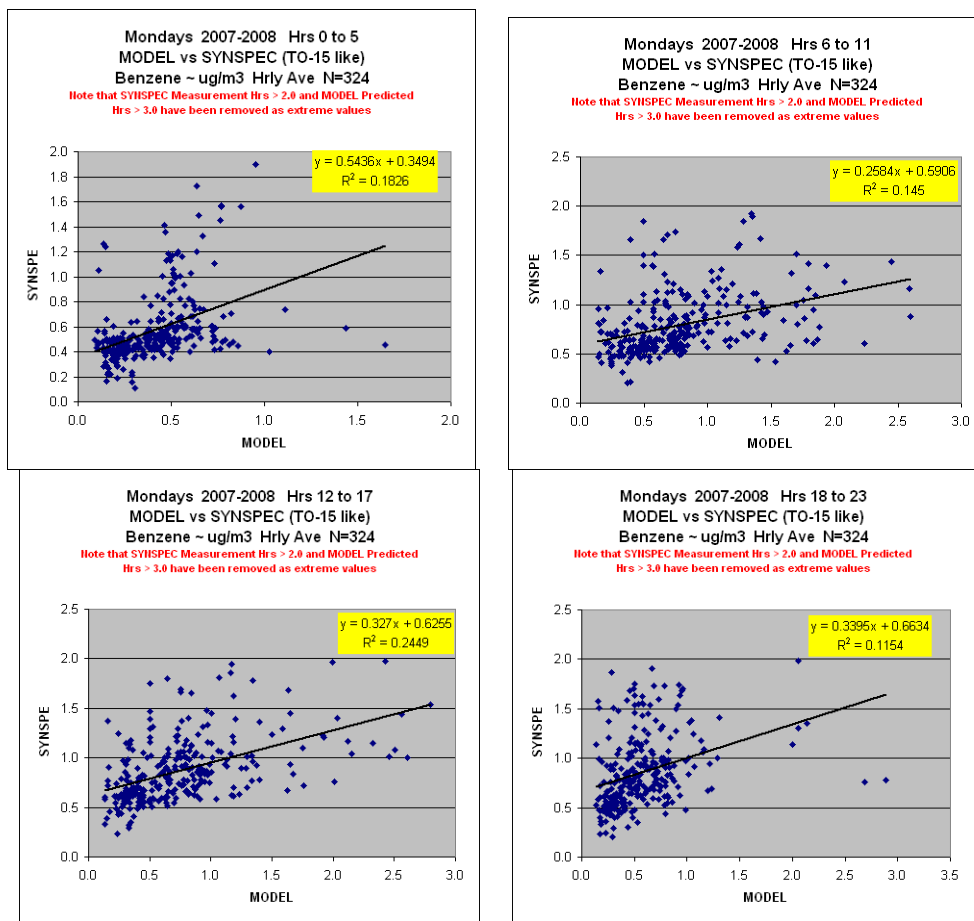 Mondays 2007-2008 Hrs 0 to 5
MODEL vs SYNSPEC (TO-15 like)
Benzene ~ ug/m3 Hrly Ave N=324
Note that SYNSPEC Measurement Hrs > 2.0 and MODEL Predicted
Hrs > 3.0 have been removed as extreme values
y = 0.5436x + 0.3494
R² = 0.1826
SYNSPE
2.0
1.8
1.6
1.4
1.2
1.0
0.8
0.6
0.4
0.2
0.0
0.0 0.5 1.0 1.5 2.0
MODEL
Mondays 2007-2008 Hrs 6 to 11
MODEL vs SYNSPEC (TO-15 like)
Benzene ~ ug/m3 Hrly Ave N=324
Note that SYNSPEC Measurement Hrs > 2.0 and MODEL Predicted
Hrs > 3.0 have been removed as extreme values
y = 0.2584x + 0.5906
R² = 0.145
SYNSPE
2.5
2.0
1.5
1.0
0.5
0.0
0.0 0.5 1.0 1.5 2.0 2.5 3.0
MODEL
Mondays 2007-2008 Hrs 12 to 17
MODEL vs SYNSPEC (TO-15 like)
Benzene ~ ug/m3 Hrly Ave N=324
Note that SYNSPEC Measurement Hrs > 2.0 and MODEL Predicted
Hrs > 3.0 have been removed as extreme values
y = 0.327x + 0.6255
R² = 0.2449
SYNSPE
2.5
2.0
1.5
1.0
0.5
0.0
0.0 0.5 1.0 1.5 2.0 2.5 3.0
MODEL
Mondays 2007-2008 Hrs 18 to 23
MODEL vs SYNSPEC (TO-15 like)
Benzene ~ ug/m3 Hrly Ave N=324
Note that SYNSPEC Measurement Hrs > 2.0 and MODEL Predicted
Hrs > 3.0 have been removed as extreme values
y = 0.3395x + 0.6634
R² = 0.1154
SYNSPE
2.5
2.0
1.5
1.0
0.5
0.0
0.0 0.5 1.0 1.5 2.0 2.5 3.0 3.5
MODEL